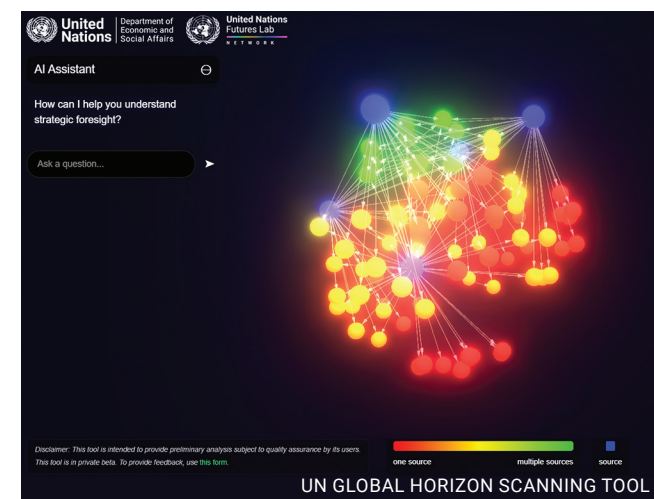 United Nations
Department of
Economic and
Social Affairs
United Nations
Futures Lab
NETWORK
AI Assistant
How can I help you understand
strategic foresight?
Ask a question...
Disclaimer: This tool is intended to provide preliminary analysis subject to quality assurance by its users.
This tool is in private beta. To provide feedback, use this form.
one source
multiple sources
source
UN GLOBAL HORIZON SCANNING TOOL